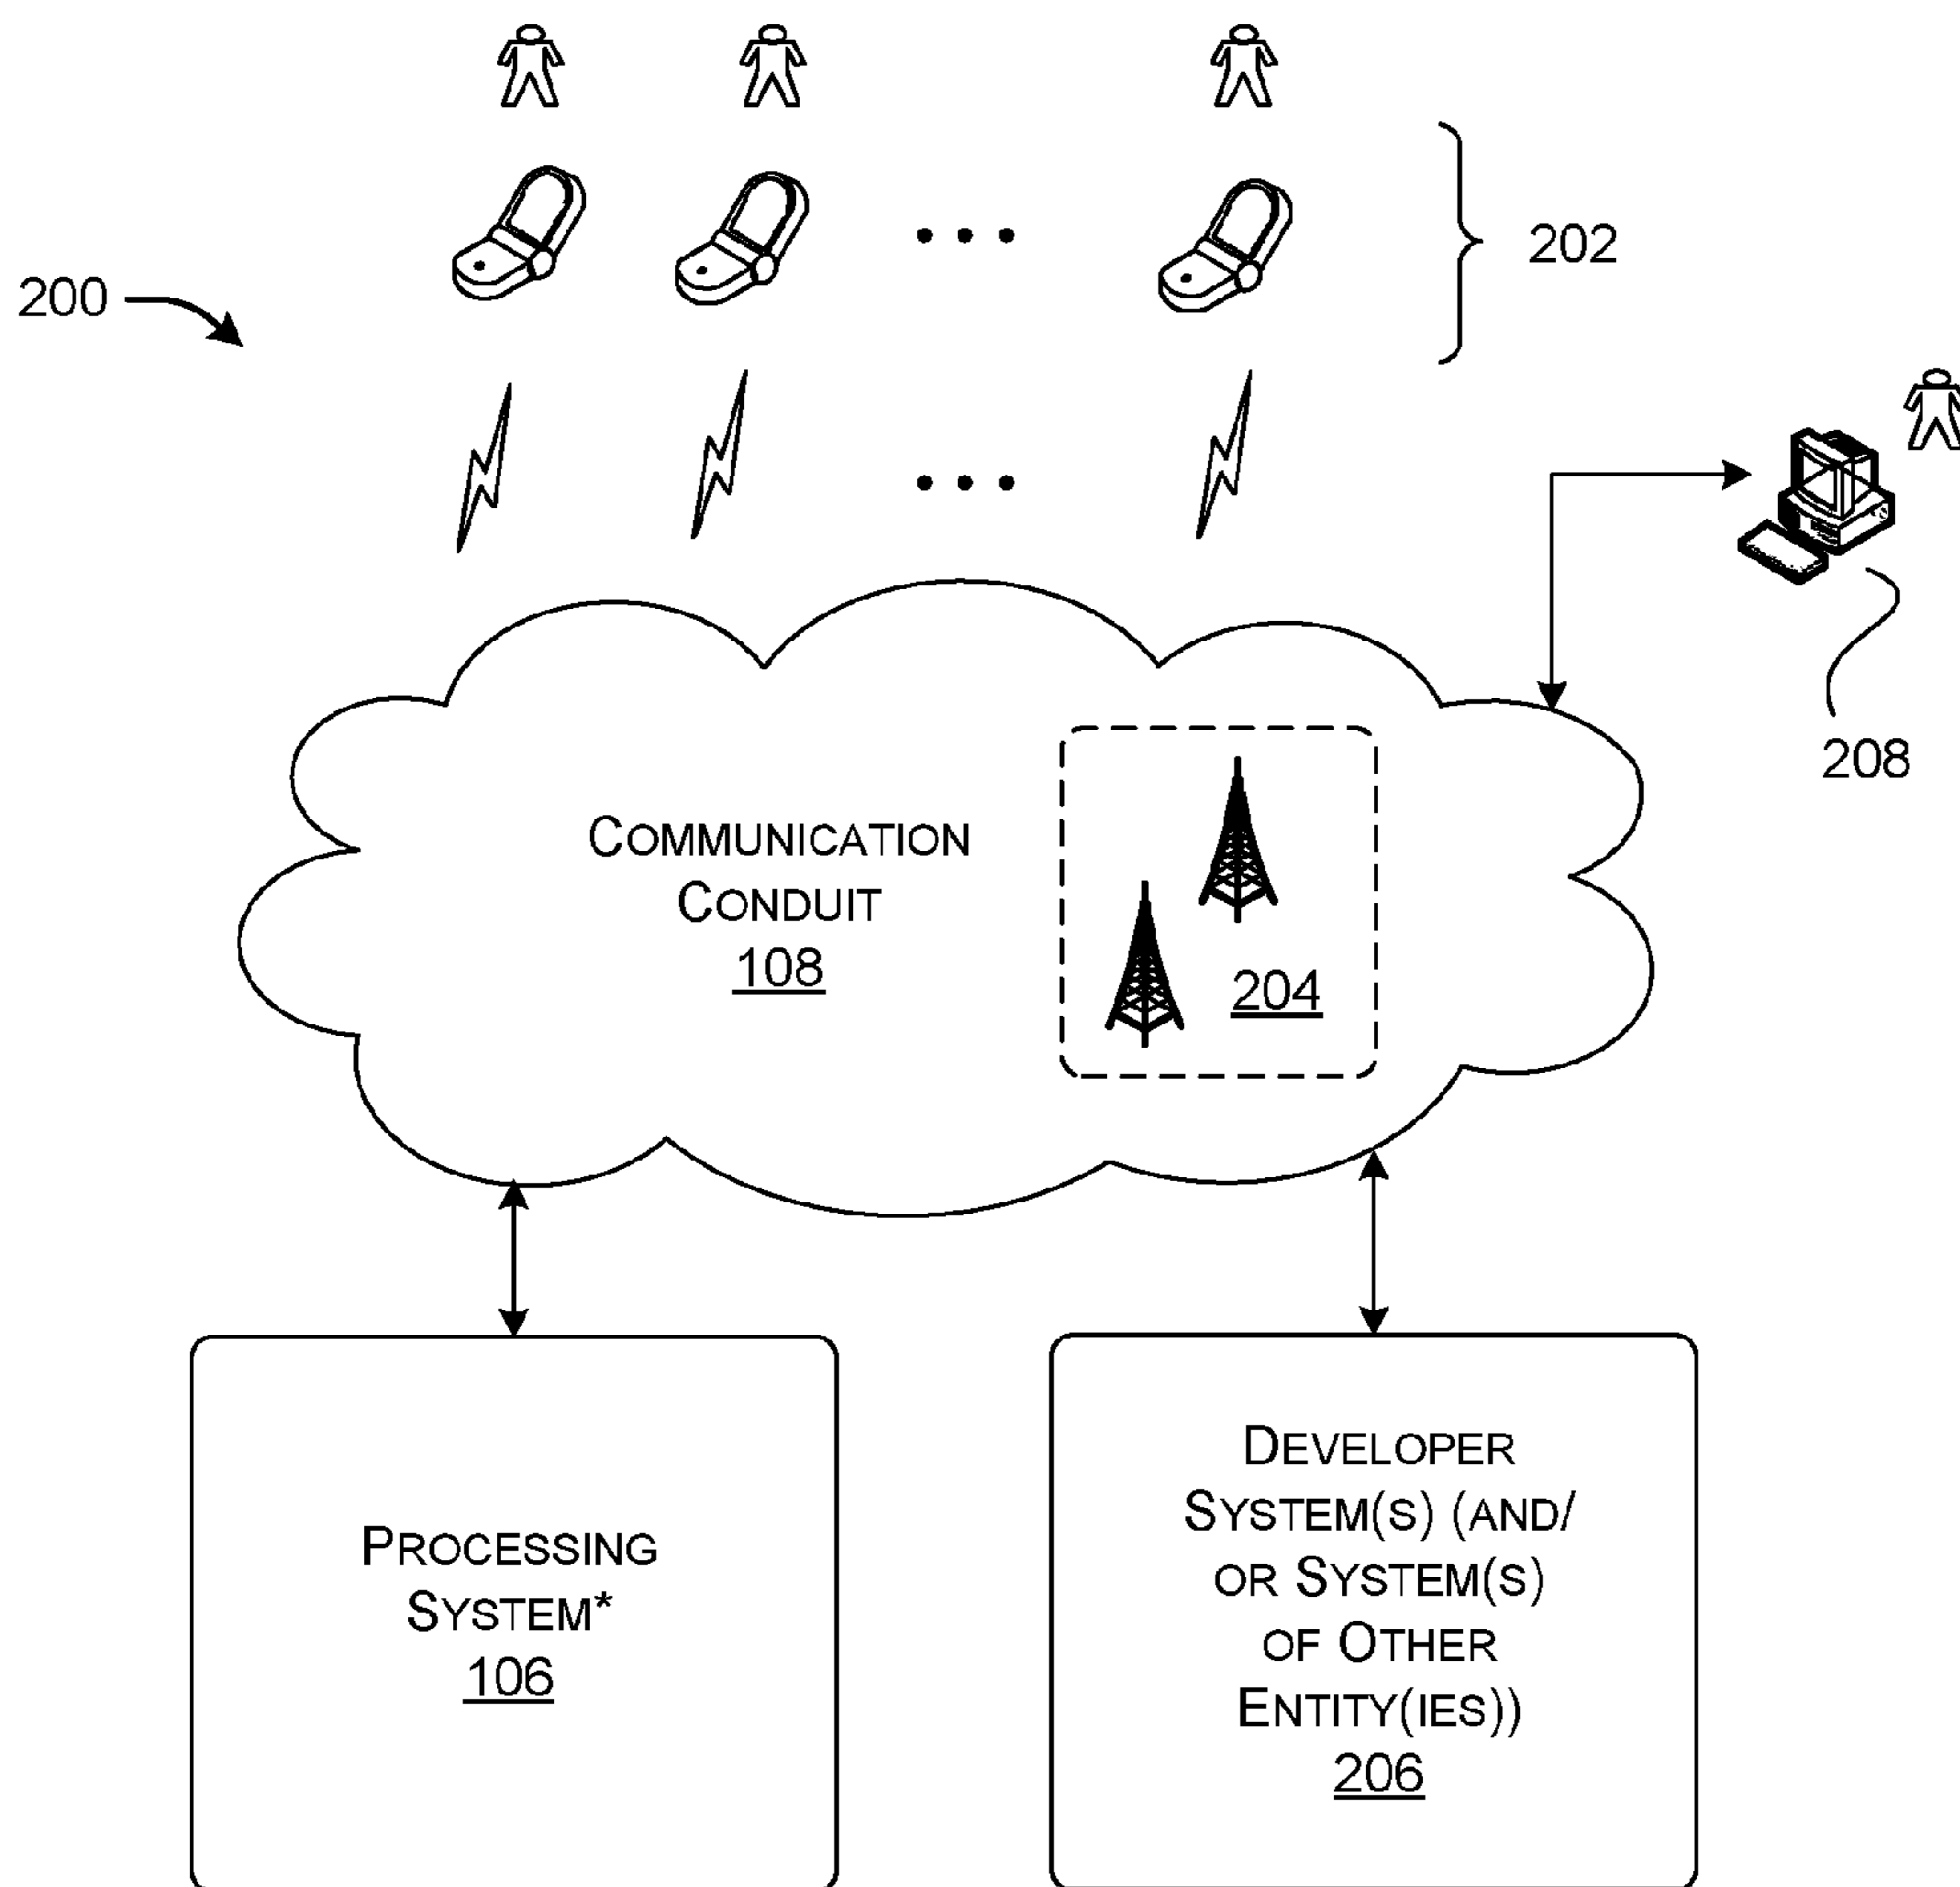 202
200
208
COMMUNICATION
CONDUIT
108
204
PROCESSING
SYSTEM*
106
DEVELOPER
SYSTEM(S) (AND/
OR SYSTEM(S)
OF OTHER
ENTITY(IES))
206